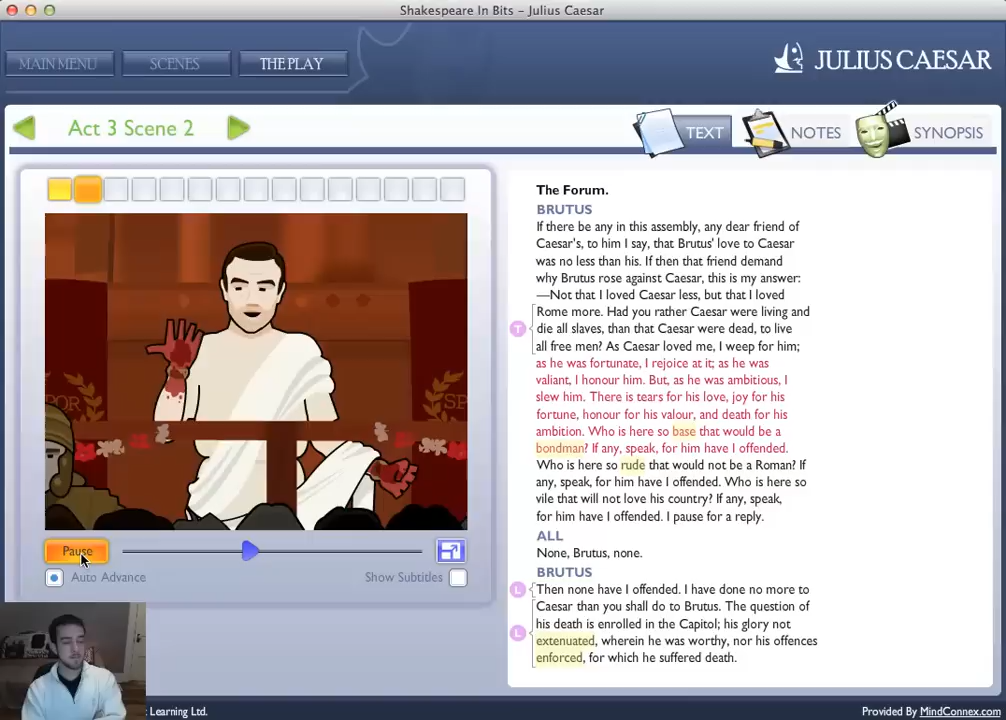 Shakespeare In Bits - Julius Caesar
MAIN MENU
SCENES
THE PLAY
JULIUS CAESAR
Act 3 Scene 2
TEXT
NOTES
SYNOPSIS
POR
SP
Pause
Auto Advance
Show Subtitles
The Forum.
BRUTUS
If there be any in this assembly, any dear friend of
Caesar's, to him I say, that Brutus' love to Caesar
was no less than his. If then that friend demand
why Brutus rose against Caesar, this is my answer:
—Not that I loved Caesar less, but that I loved
Rome more. Had you rather Caesar were living and
T
die all slaves, than that Caesar were dead, to live
all free men? As Caesar loved me, I weep for him;
as he was fortunate, I rejoice at it; as he was
valiant, I honour him. But, as he was ambitious, I
slew him. There is tears for his love, joy for his
fortune, honour for his valour, and death for his
ambition. Who is here so base that would be a
bondman? If any, speak, for him have I offended.
Who is here so rude that would not be a Roman? If
any, speak, for him have I offended. Who is here so
vile that will not love his country? If any, speak,
for him have I offended. I pause for a reply.
ALL
None, Brutus, none.
BRUTUS
L
Then none have I offended. I have done no more to
Caesar than you shall do to Brutus. The question of
his death is enrolled in the Capitol; his glory not
L
extenuated, wherein he was worthy, nor his offences
enforced, for which he suffered death.
Learning Ltd.
Provided By MindConnex.com